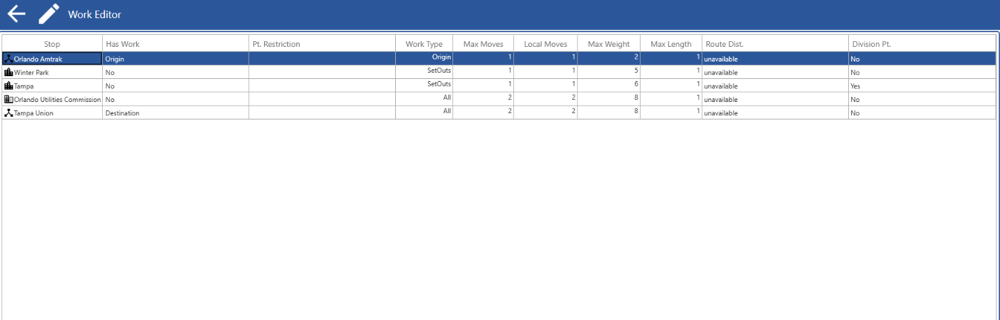 Work Editor
Stop Has Work Pt. Restriction Work Type Max Moves Local Moves Max Weight Max Length Route Dist. Division Pt.
Orlando Amtrak Origin Origin 1 1 2 1 unavailable No
Winter Park No SetOuts 1 1 5 1 unavailable No
Tampa No SetOuts 1 1 6 1 unavailable Yes
Orlando Utilities Commission No All 2 2 8 1 unavailable No
Tampa Union Destination All 2 2 8 1 unavailable No